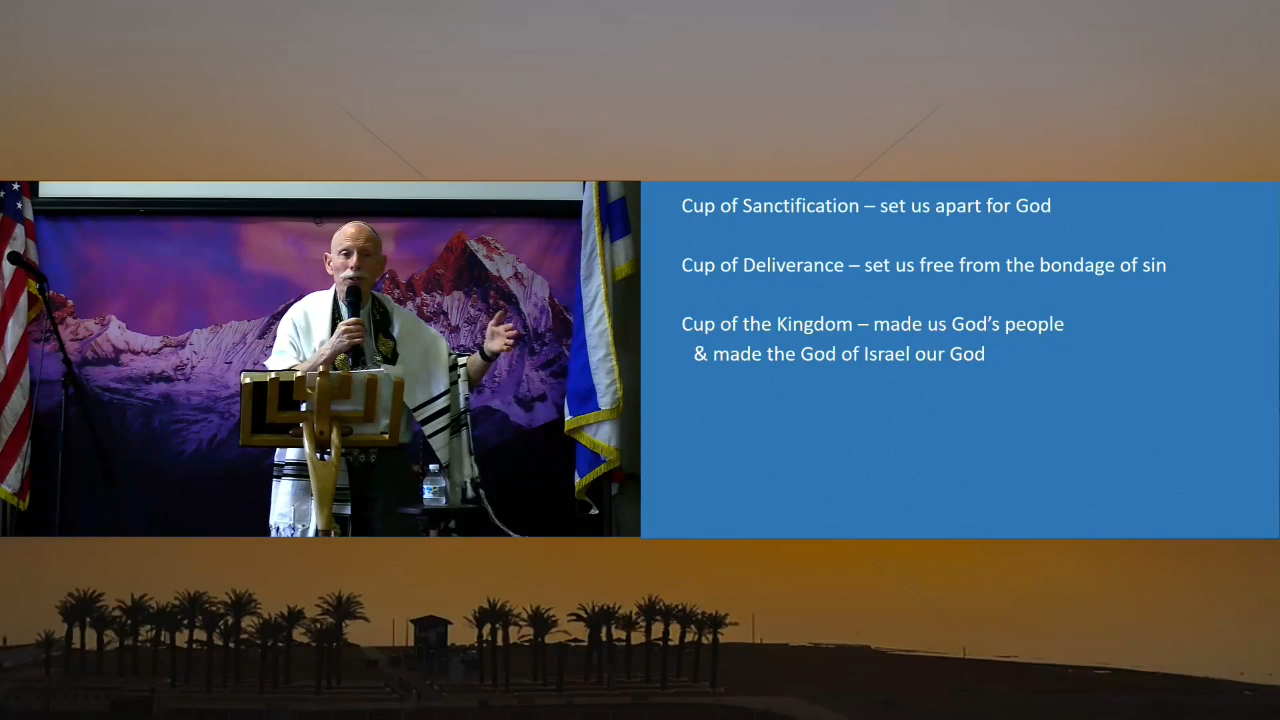 Cup of Sanctification – set us apart for God
Cup of Deliverance – set us free from the bondage of sin
Cup of the Kingdom – made us God’s people
& made the God of Israel our God